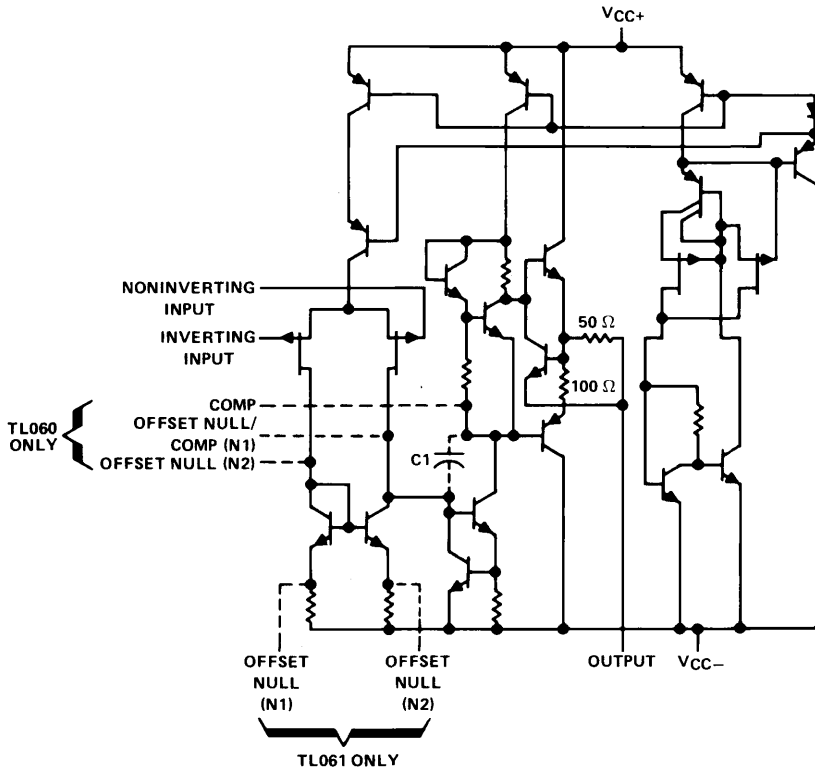 VCC+
NONINVERTING
INPUT
INVERTING
INPUT
50 Ω
100 Ω
TL060
ONLY
COMP
OFFSET NULL/
COMP (N1)
OFFSET NULL (N2)
C1
OFFSET
NULL
(N1)
OFFSET
NULL
(N2)
OUTPUT
VCC−
TL061 ONLY